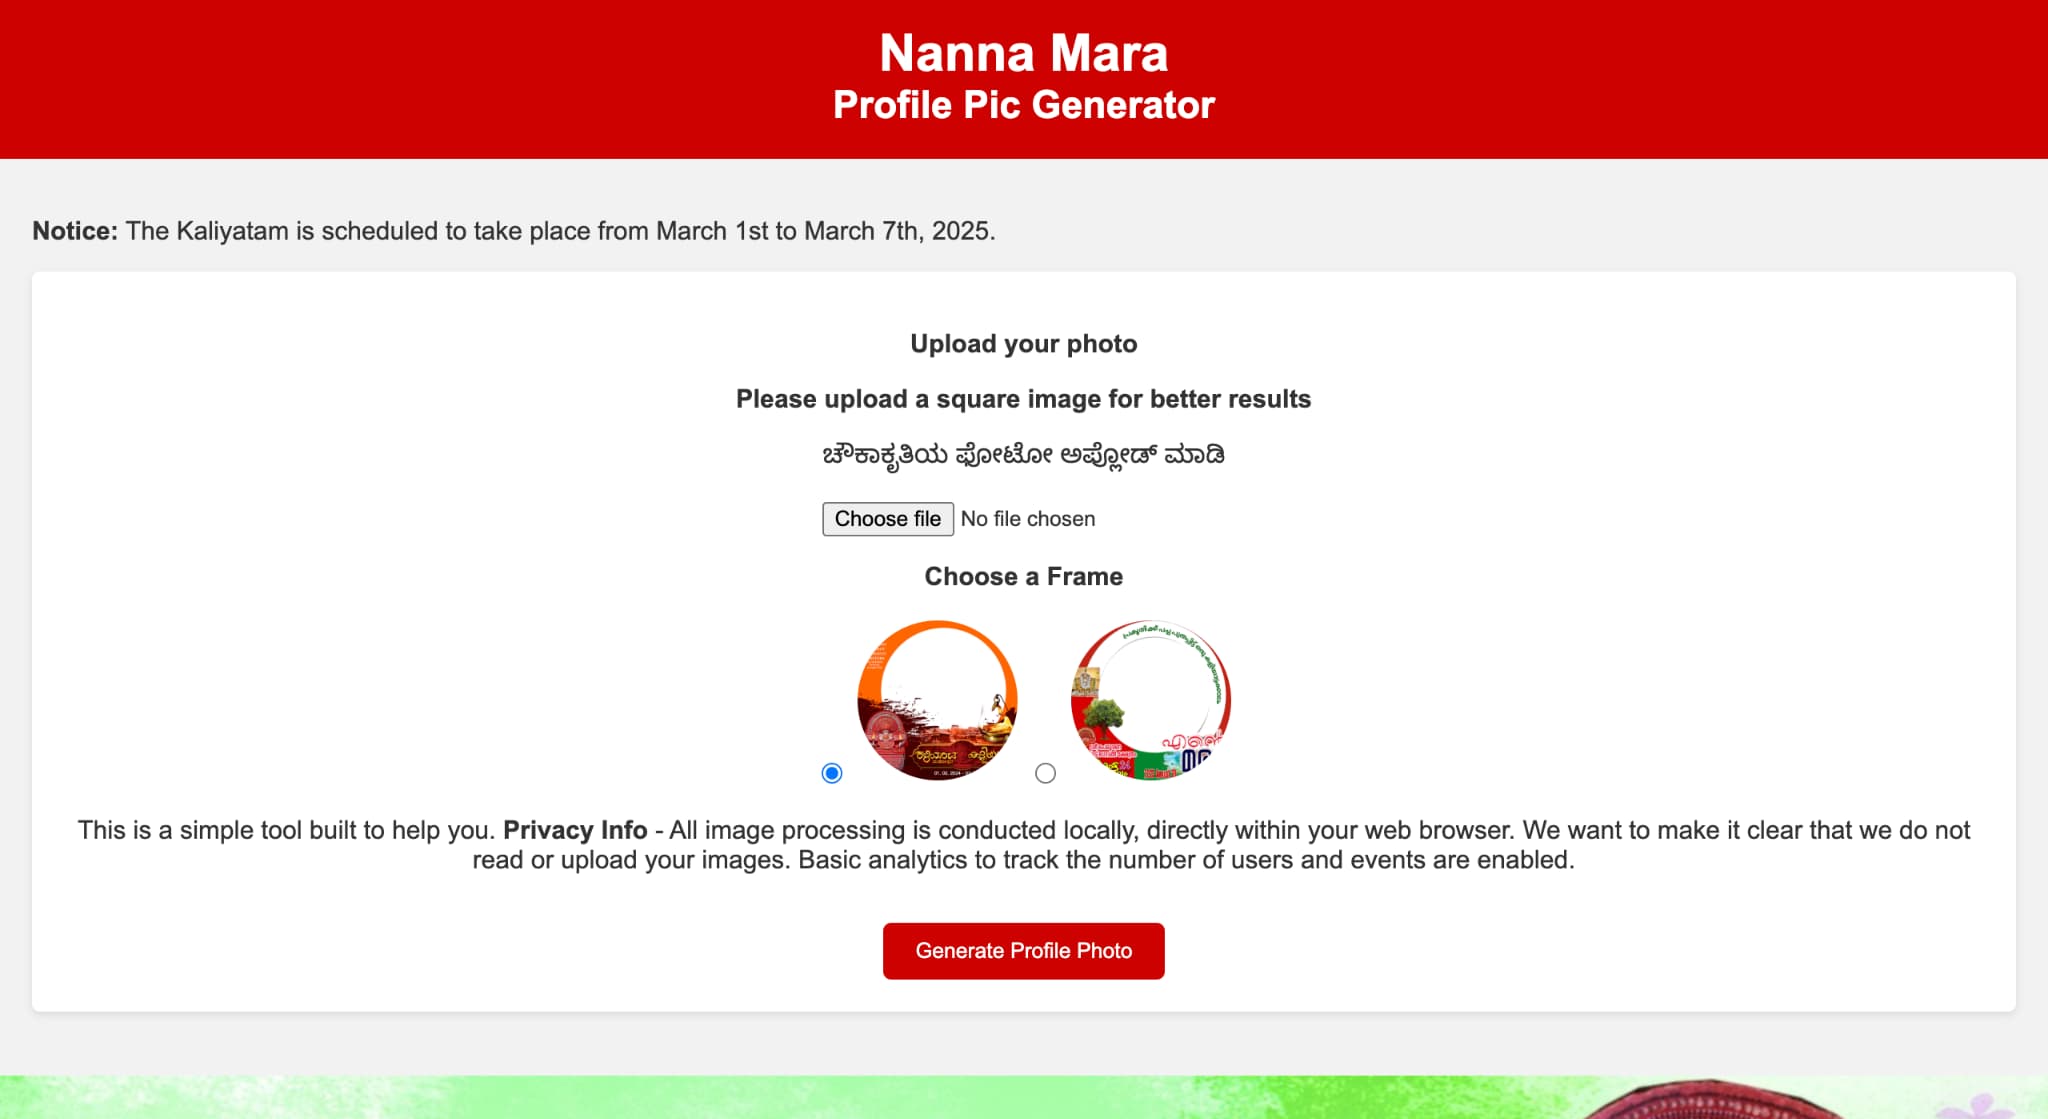 Nanna Mara
Profile Pic Generator
Notice: The Kaliyatam is scheduled to take place from March 1st to March 7th, 2025.
Upload your photo
Please upload a square image for better results
ಚೌಕಾಕೃತಿಯ ಫೋಟೋ ಅಪ್ಲೋಡ್ ಮಾಡಿ
Choose file No file chosen
Choose a Frame
This is a simple tool built to help you. Privacy Info - All image processing is conducted locally, directly within your web browser. We want to make it clear that we do not
read or upload your images. Basic analytics to track the number of users and events are enabled.
Generate Profile Photo